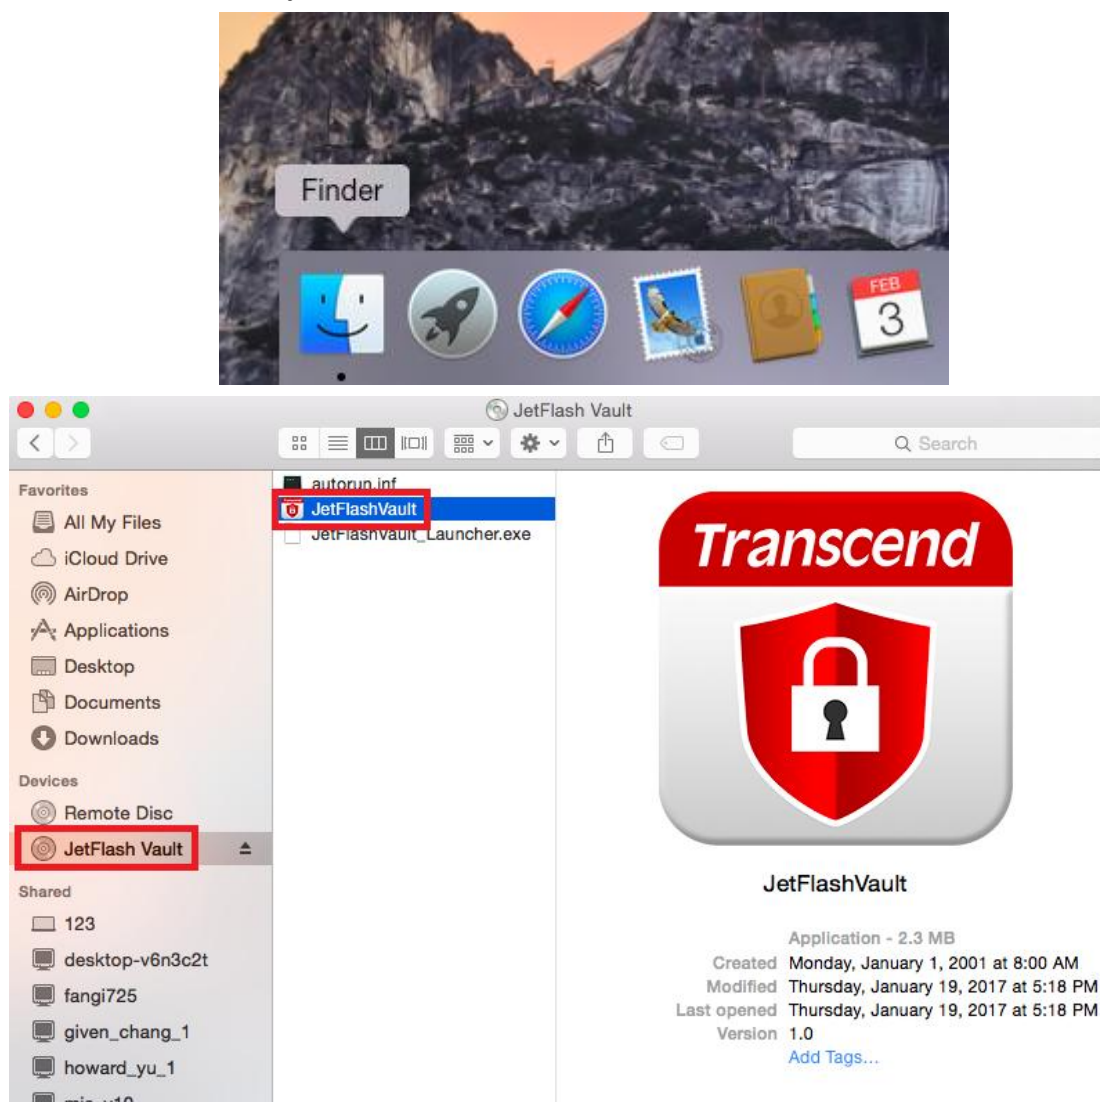 Finder
FEB
3
JetFlash Vault
Search
Favorites
All My Files
iCloud Drive
AirDrop
Applications
Desktop
Documents
Downloads
Devices
Remote Disc
JetFlash Vault
Shared
123
desktop-v6n3c2t
fangi725
given_chang_1
howard_yu_1
autorun.inf
JetFlashVault
JetFlashVault_Launcher.exe
Transcend
JetFlashVault
Application - 2.3 MB
Created Monday, January 1, 2001 at 8:00 AM
Modified Thursday, January 19, 2017 at 5:18 PM
Last opened Thursday, January 19, 2017 at 5:18 PM
Version 1.0
Add Tags...